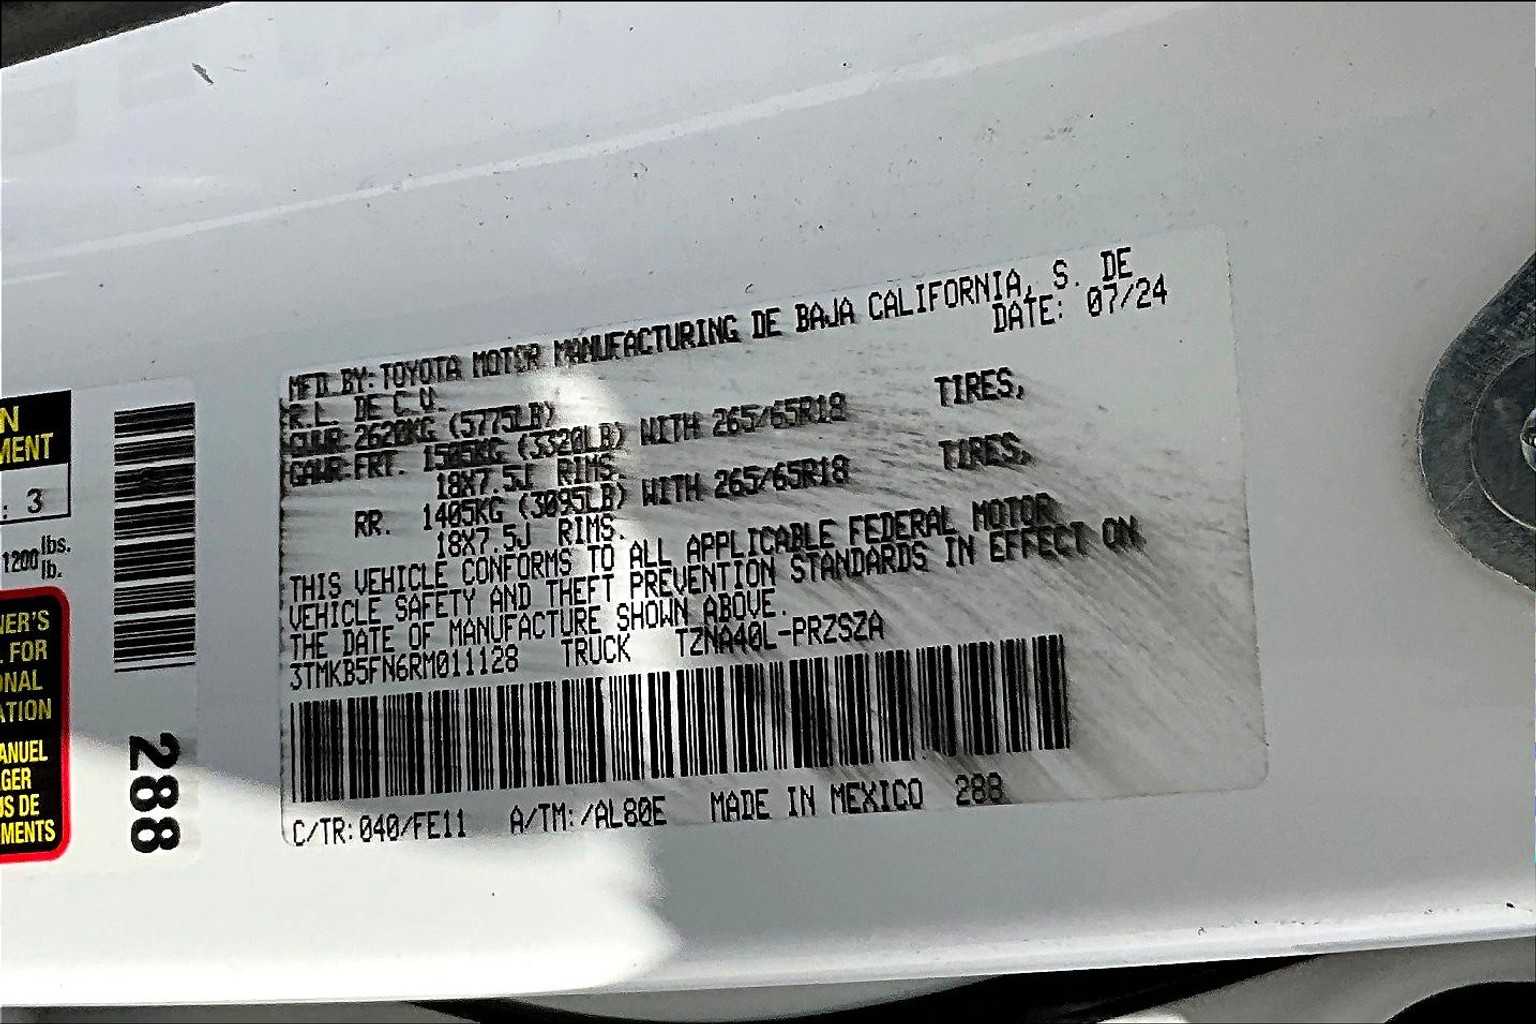 N
MENT
: 3
1200 lbs.
lb.
NER'S
L FOR
ONAL
ATION
ANUEL
GER
US DE
MENTS
288
MFD. BY: TOYOTA MOTOR MANUFACTURING DE BAJA CALIFORNIA, S. DE
R.L. DE C.V. DATE: 07/24
GVWR 2620KG (5775LB)
GAWR FRT. 1505KG (3320LB) WITH 265/65R18 TIRES,
18X7.5J RIMS.
RR. 1405KG (3095LB) WITH 265/65R18 TIRES,
18X7.5J RIMS.
THIS VEHICLE CONFORMS TO ALL APPLICABLE FEDERAL MOTOR
VEHICLE SAFETY AND THEFT PREVENTION STANDARDS IN EFFECT ON
THE DATE OF MANUFACTURE SHOWN ABOVE.
3TMKB5FN6RM011128 TRUCK TZNA40L-PRZSZA
C/TR: 040/FE11 A/TM: /AL80E MADE IN MEXICO 288